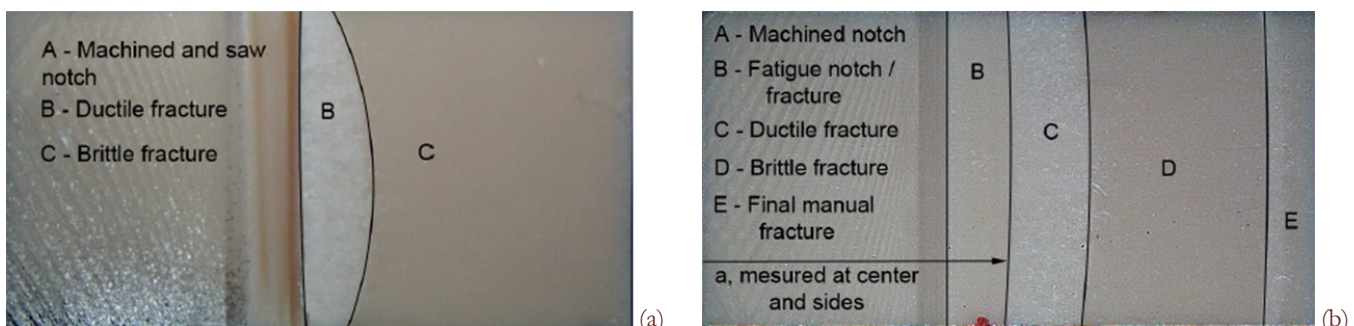 A - Machined and saw
notch
B - Ductile fracture
C - Brittle fracture
B
C
(a)
A - Machined notch
B - Fatigue notch /
fracture
C - Ductile fracture
D - Brittle fracture
E - Final manual
fracture
a, mesured at center
and sides
B
C
D
E
(b)